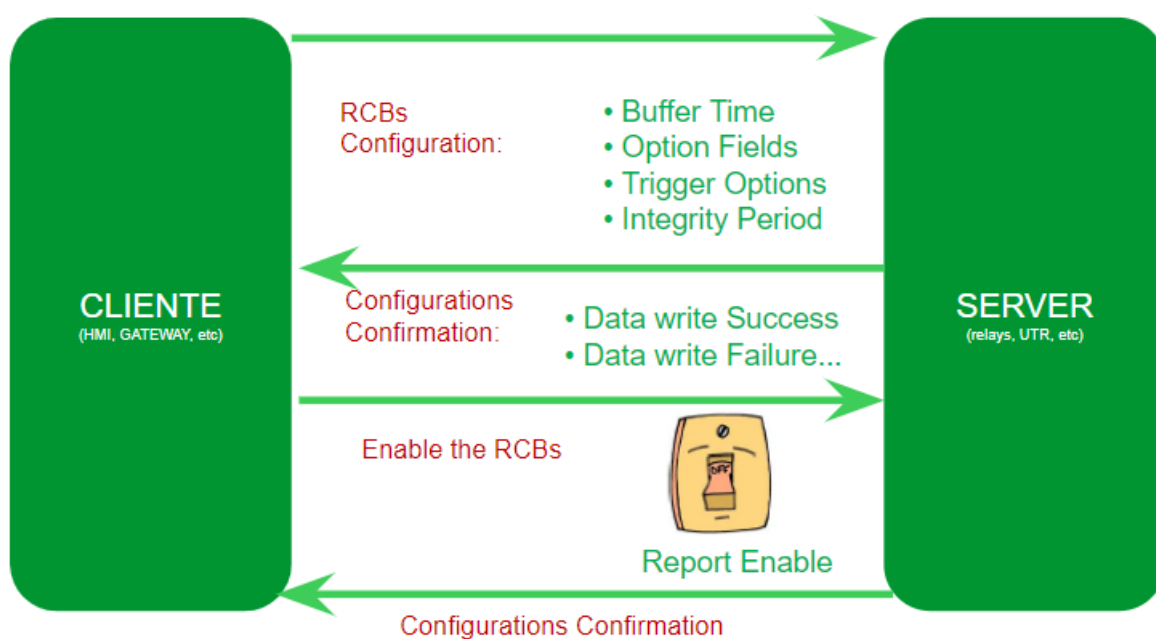 CLIENTE
(HMI, GATEWAY, etc)
SERVER
(relays, UTR, etc)
RCBs
Configuration:
• Buffer Time
• Option Fields
• Trigger Options
• Integrity Period
Configurations
Confirmation:
• Data write Success
• Data write Failure...
Enable the RCBs
OFF
Report Enable
Configurations Confirmation